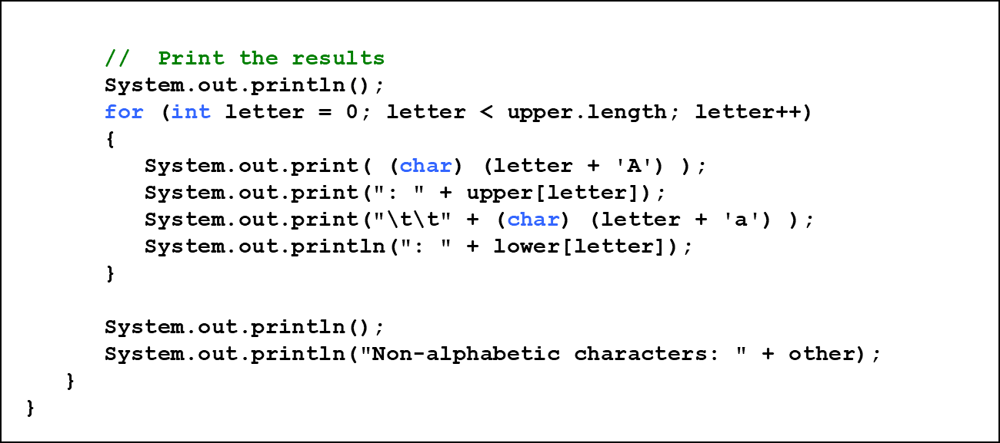 //  Print the results
System.out.println();
for (int letter = 0; letter < upper.length; letter++)
{
   System.out.print( (char) (letter + 'A') );
   System.out.print(": " + upper[letter]);
   System.out.print("\t\t" + (char) (letter + 'a') );
   System.out.println(": " + lower[letter]);
}
System.out.println();
System.out.println("Non-alphabetic characters: " + other);
}
}